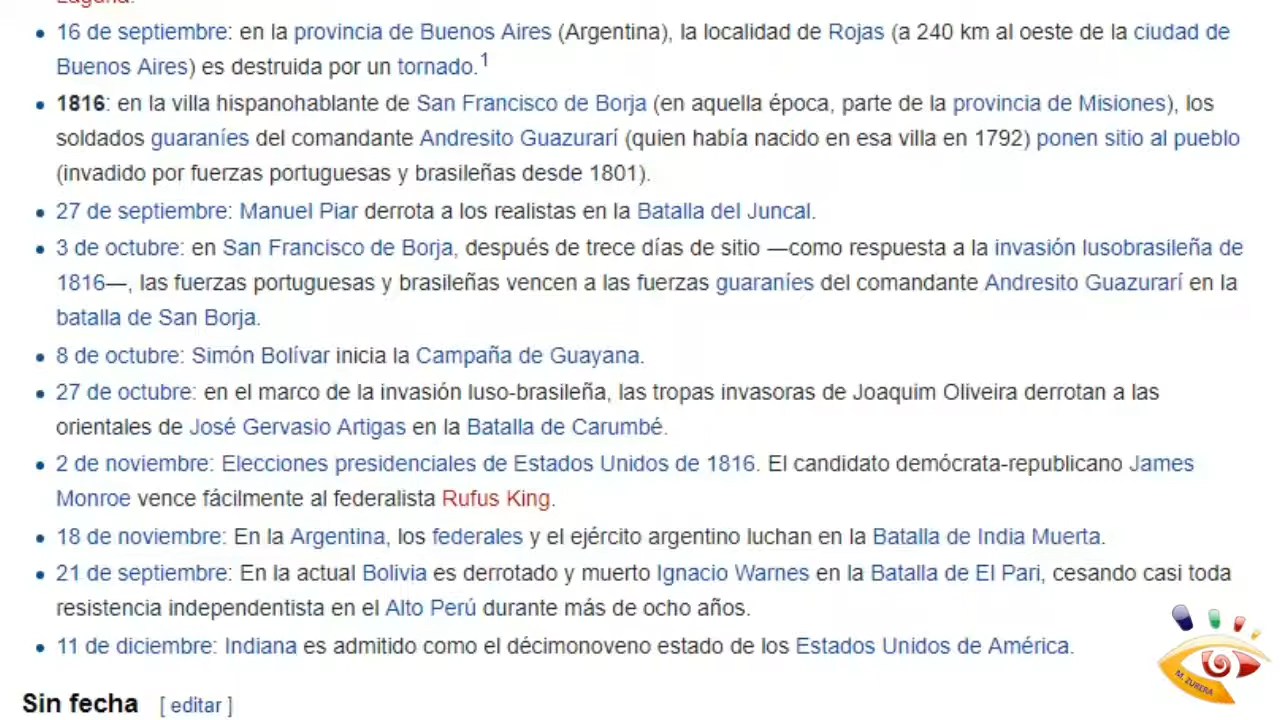 Laguna.
16 de septiembre: en la provincia de Buenos Aires (Argentina), la localidad de Rojas (a 240 km al oeste de la ciudad de
Buenos Aires) es destruida por un tornado.1
1816: en la villa hispanohablante de San Francisco de Borja (en aquella época, parte de la provincia de Misiones), los
soldados guaraníes del comandante Andresito Guazurarí (quien había nacido en esa villa en 1792) ponen sitio al pueblo
(invadido por fuerzas portuguesas y brasileñas desde 1801).
27 de septiembre: Manuel Piar derrota a los realistas en la Batalla del Juncal.
3 de octubre: en San Francisco de Borja, después de trece días de sitio —como respuesta a la invasión lusobrasileña de
1816—, las fuerzas portuguesas y brasileñas vencen a las fuerzas guaraníes del comandante Andresito Guazurarí en la
batalla de San Borja.
8 de octubre: Simón Bolívar inicia la Campaña de Guayana.
27 de octubre: en el marco de la invasión luso-brasileña, las tropas invasoras de Joaquim Oliveira derrotan a las
orientales de José Gervasio Artigas en la Batalla de Carumbé.
2 de noviembre: Elecciones presidenciales de Estados Unidos de 1816. El candidato demócrata-republicano James
Monroe vence fácilmente al federalista Rufus King.
18 de noviembre: En la Argentina, los federales y el ejército argentino luchan en la Batalla de India Muerta.
21 de septiembre: En la actual Bolivia es derrotado y muerto Ignacio Warnes en la Batalla de El Pari, cesando casi toda
resistencia independentista en el Alto Perú durante más de ocho años.
11 de diciembre: Indiana es admitido como el décimonoveno estado de los Estados Unidos de América.
M. ZURERA
Sin fecha [ editar ]